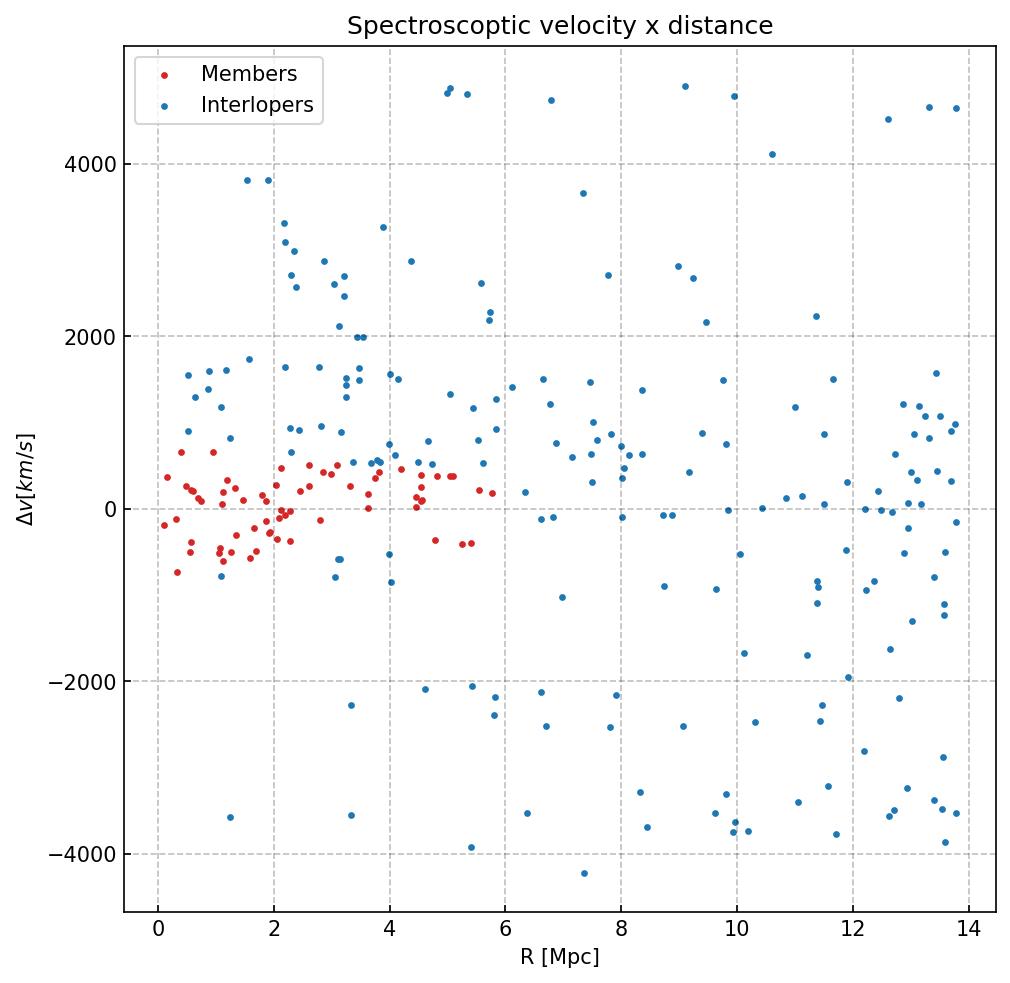 Spectroscoptic velocity x distance
Members
Interlopers
4000
2000
0
−2000
−4000
Δv[km/s]
0 2 4 6 8 10 12 14
R [Mpc]